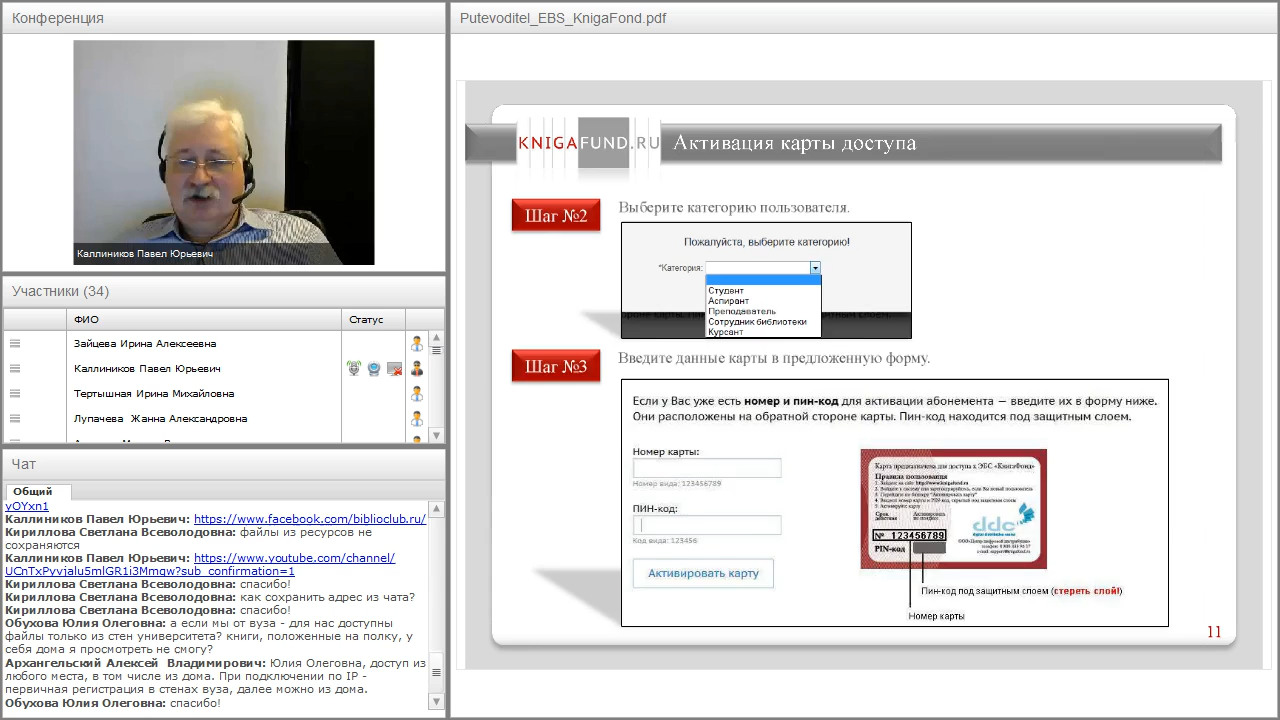 Конференция
Каллиников Павел Юрьевич
Участники (34)
ФИО
Статус
Зайцева Ирина Алексеевна
Каллиников Павел Юрьевич
Тертышная Ирина Михайловна
Лупачева Жанна Александровна
Чат
Общий
yOYxn1
Каллиников Павел Юрьевич: https://www.facebook.com/biblioclub.ru/
Кириллова Светлана Всеволодовна: файлы из ресурсов не
сохраняются
Каллиников Павел Юрьевич: https://www.youtube.com/channel/
UCnTxPyvjalu5mlGR1i3Mmqw?sub_confirmation=1
Кириллова Светлана Всеволодовна: спасибо!
Кириллова Светлана Всеволодовна: как сохранить адрес из чата?
Кириллова Светлана Всеволодовна: спасибо!
Обухова Юлия Олеговна: а если мы от вуза - для нас доступны
файлы только из стен университета? книги, положенные на полку, у
себя дома я просмотреть не смогу?
Архангельский Алексей Владимирович: Юлия Олеговна, доступ из
любого места, в том числе из дома. При подключении по IP -
первичная регистрация в стенах вуза, далее можно из дома.
Обухова Юлия Олеговна: спасибо!
Putevoditel_EBS_KnigaFond.pdf
KNIGAFUND.RU
Активация карты доступа
Шаг №2
Выберите категорию пользователя.
Пожалуйста, выберите категорию!
*Категория:
Студент
Аспирант
Преподаватель
Сотрудник библиотеки
Курсант
Шаг №3
Введите данные карты в предложенную форму.
Если у Вас уже есть номер и пин-код для активации абонемента — введите их в форму ниже.
Они расположены на обратной стороне карты. Пин-код находится под защитным слоем.
Номер карты:
Номер вида: 123456789
ПИН-код:
Код вида: 123456
Активировать карту
Карта предназначена для доступа к ЭБС «КнигаФонд»
Правила пользования
ddc
№ 123456789
PIN-код
Пин-код под защитным слоем (стереть слой!)
Номер карты
11